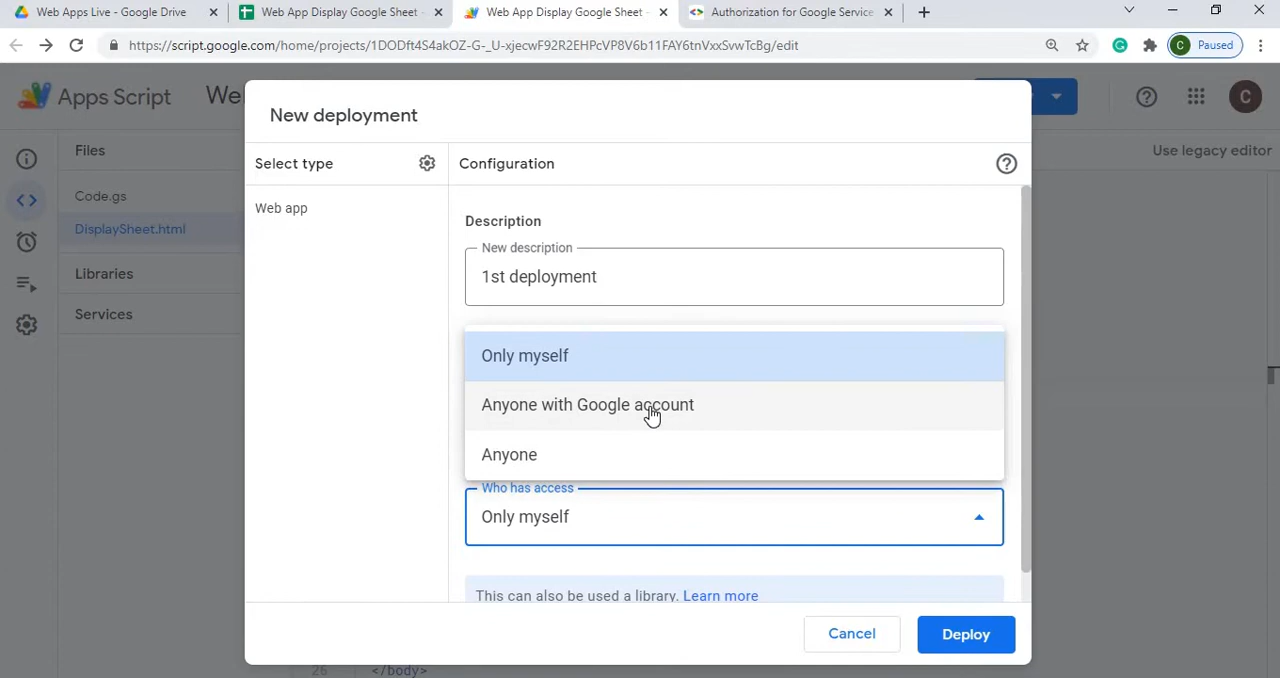 Web Apps Live - Google Drive
Web App Display Google Sheet -
Web App Display Google Sheet -
Authorization for Google Service
https://script.google.com/home/projects/1DODft4S4akOZ-G-_U-xjecwF92R2EHPcVP8V6b11FAY6tnVxxSvwTcBg/edit
C
Paused
Apps Script
We
C
New deployment
Files
Use legacy editor
Select type
Configuration
Code.gs
Web app
Description
DisplaySheet.html
New description
1st deployment
Libraries
Services
Only myself
Anyone with Google account
Anyone
Who has access
Only myself
This can also be used a library. Learn more
Cancel
Deploy
26
</body>